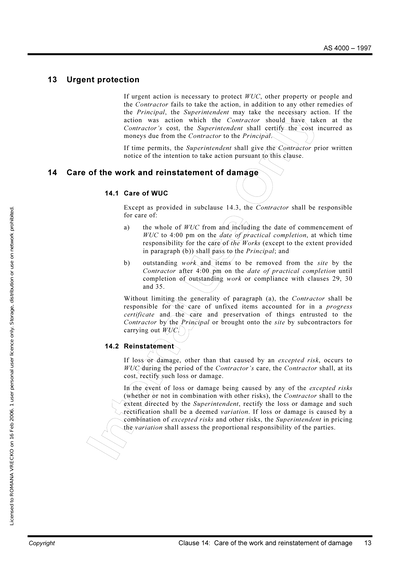 AS 4000 – 1997
13 Urgent protection
If urgent action is necessary to protect WUC, other property or people and
the Contractor fails to take the action, in addition to any other remedies of
the Principal, the Superintendent may take the necessary action. If the
action was action which the Contractor should have taken at the
Contractor's cost, the Superintendent shall certify the cost incurred as
moneys due from the Contractor to the Principal.
If time permits, the Superintendent shall give the Contractor prior written
notice of the intention to take action pursuant to this clause.
14 Care of the work and reinstatement of damage
14.1 Care of WUC
Except as provided in subclause 14.3, the Contractor shall be responsible
for care of:
a) the whole of WUC from and including the date of commencement of
WUC to 4:00 pm on the date of practical completion, at which time
responsibility for the care of the Works (except to the extent provided
in paragraph (b)) shall pass to the Principal; and
b) outstanding work and items to be removed from the site by the
Contractor after 4:00 pm on the date of practical completion until
completion of outstanding work or compliance with clauses 29, 30
and 35.
Without limiting the generality of paragraph (a), the Contractor shall be
responsible for the care of unfixed items accounted for in a progress
certificate and the care and preservation of things entrusted to the
Contractor by the Principal or brought onto the site by subcontractors for
carrying out WUC.
14.2 Reinstatement
If loss or damage, other than that caused by an excepted risk, occurs to
WUC during the period of the Contractor's care, the Contractor shall, at its
cost, rectify such loss or damage.
In the event of loss or damage being caused by any of the excepted risks
(whether or not in combination with other risks), the Contractor shall to the
extent directed by the Superintendent, rectify the loss or damage and such
rectification shall be a deemed variation. If loss or damage is caused by a
combination of excepted risks and other risks, the Superintendent in pricing
the variation shall assess the proportional responsibility of the parties.
Licensed to ROMANA VRECKO on 16 Feb 2006. 1-user personal user licence only. Storage, distribution or use on network prohibited.
Copyright Clause 14: Care of the work and reinstatement of damage 13